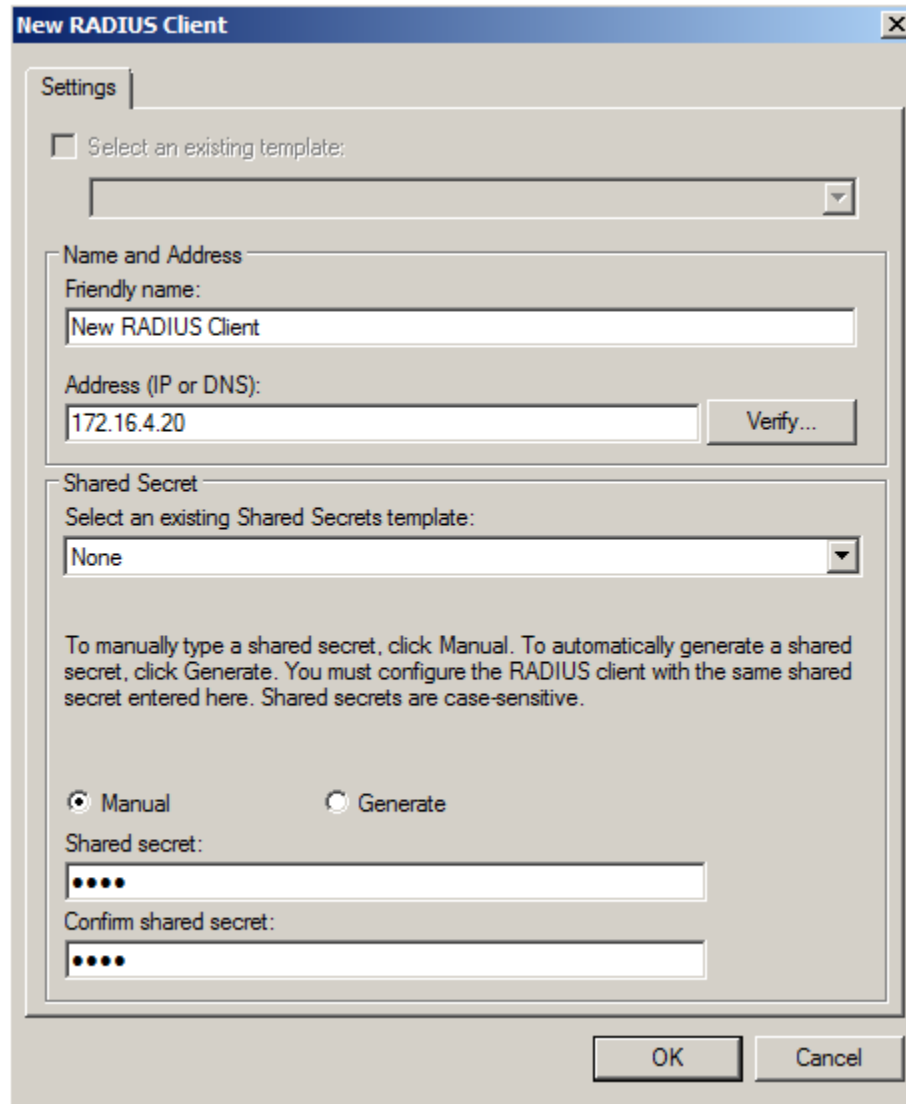 New RADIUS Client
Settings
Select an existing template:
Name and Address
Friendly name:
New RADIUS Client
Address (IP or DNS):
172.16.4.20
Verify...
Shared Secret
Select an existing Shared Secrets template:
None
To manually type a shared secret, click Manual. To automatically generate a shared
secret, click Generate. You must configure the RADIUS client with the same shared
secret entered here. Shared secrets are case-sensitive.
Manual Generate
Shared secret:
••••
Confirm shared secret:
••••
OK Cancel